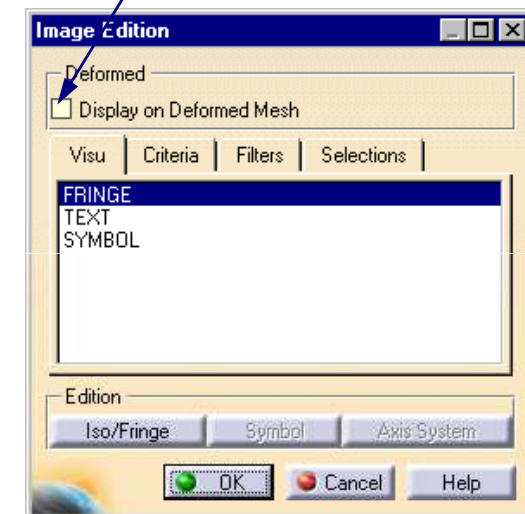 Image Edition
Deformed
Display on Deformed Mesh
Visu Criteria Filters Selections
FRINGE
TEXT
SYMBOL
Edition
Iso/Fringe Symbol Axis System
OK Cancel Help